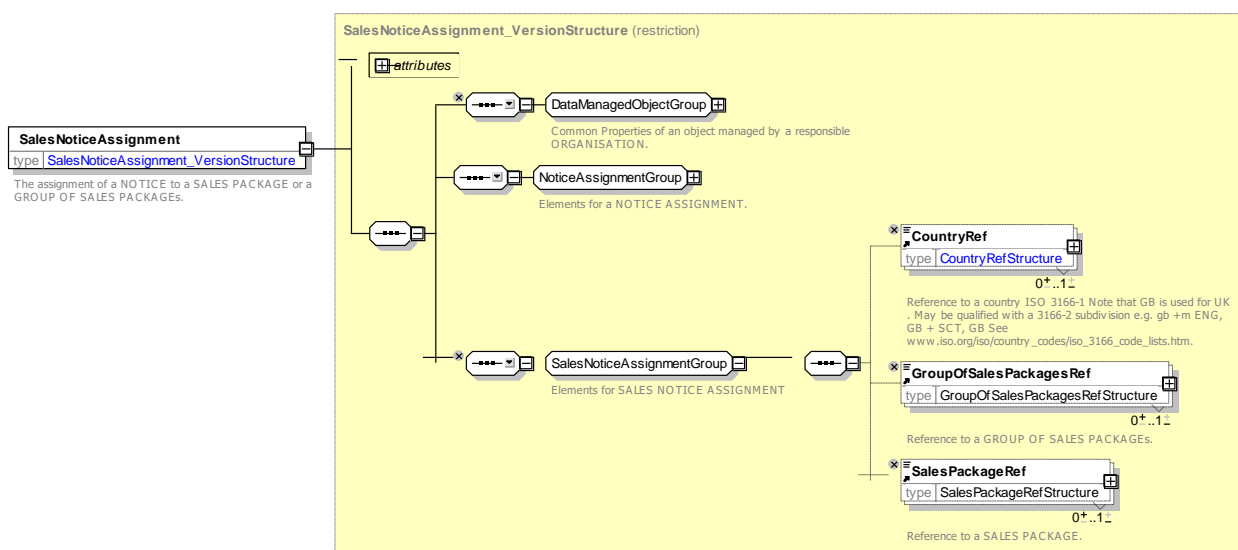 SalesNoticeAssignment_VersionStructure (restriction)
attributes
DataManagedObjectGroup
Common Properties of an object managed by a responsible
ORGANISATION.
SalesNoticeAssignment
type SalesNoticeAssignment_VersionStructure
The assignment of a NOTICE to a SALES PACKAGE or a
GROUP OF SALES PACKAGEs.
NoticeAssignmentGroup
Elements for a NOTICE ASSIGNMENT.
CountryRef
type CountryRefStructure
0..1
Reference to a country ISO 3166-1 Note that GB is used for UK
. May be qualified with a 3166-2 subdivision e.g. gb +m ENG,
GB + SCT, GB See
www.iso.org/iso/country_codes/iso_3166_code_lists.htm.
SalesNoticeAssignmentGroup
Elements for SALES NOTICE ASSIGNMENT
GroupOfSalesPackagesRef
type GroupOfSalesPackagesRefStructure
0..1
Reference to a GROUP OF SALES PACKAGEs.
SalesPackageRef
type SalesPackageRefStructure
0..1
Reference to a SALES PACKAGE.